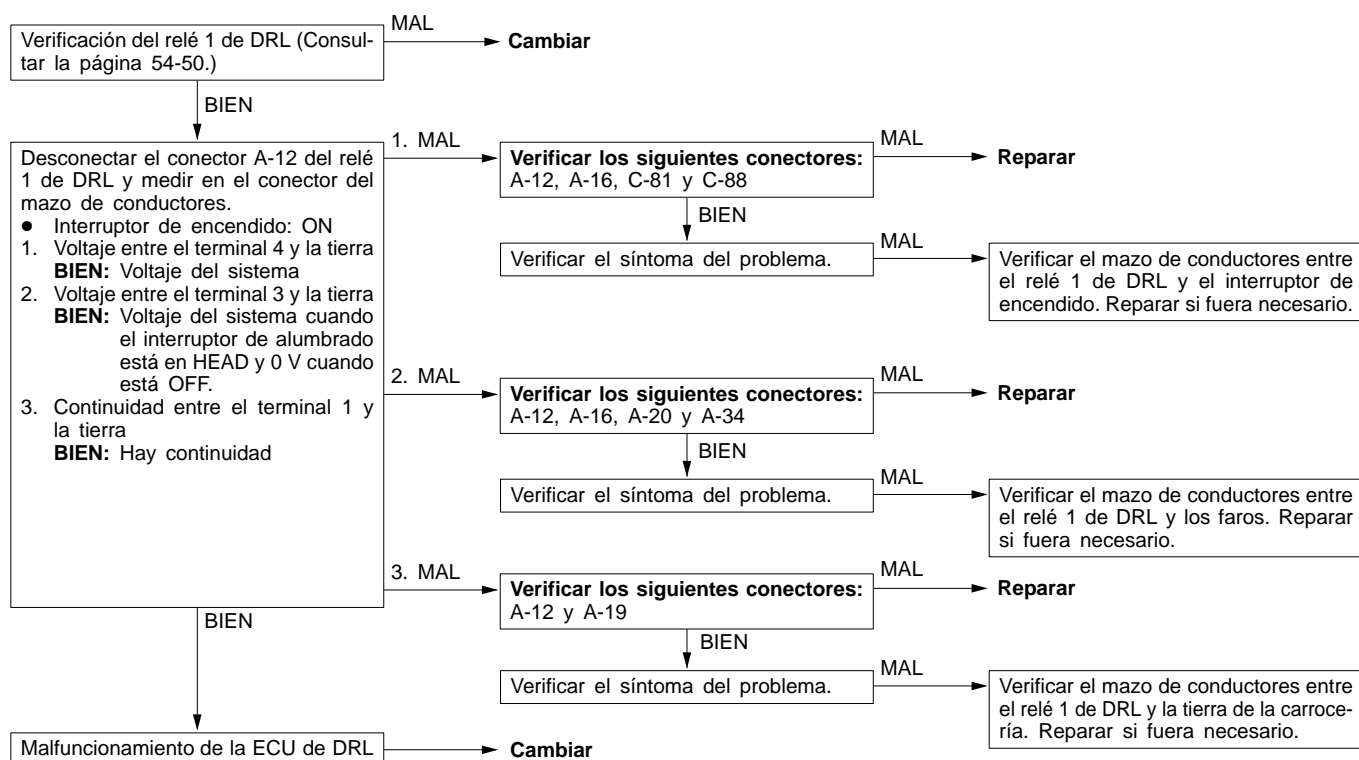 MAL
Verificación del relé 1 de DRL (Consul-
tar la página 54-50.)
Cambiar
BIEN
Desconectar el conector A-12 del relé
1 de DRL y medir en el conector del
mazo de conductores.
● Interruptor de encendido: ON
1. Voltaje entre el terminal 4 y la tierra
BIEN: Voltaje del sistema
2. Voltaje entre el terminal 3 y la tierra
BIEN: Voltaje del sistema cuando
el interruptor de alumbrado
está en HEAD y 0 V cuando
está OFF.
3. Continuidad entre el terminal 1 y
la tierra
BIEN: Hay continuidad
1. MAL
Verificar los siguientes conectores:
A-12, A-16, C-81 y C-88
MAL
Reparar
BIEN
Verificar el síntoma del problema.
MAL
Verificar el mazo de conductores entre
el relé 1 de DRL y el interruptor de
encendido. Reparar si fuera necesario.
2. MAL
Verificar los siguientes conectores:
A-12, A-16, A-20 y A-34
MAL
Reparar
BIEN
Verificar el síntoma del problema.
MAL
Verificar el mazo de conductores entre
el relé 1 de DRL y los faros. Reparar
si fuera necesario.
3. MAL
Verificar los siguientes conectores:
A-12 y A-19
MAL
Reparar
BIEN
Verificar el síntoma del problema.
MAL
Verificar el mazo de conductores entre
el relé 1 de DRL y la tierra de la carroce-
ría. Reparar si fuera necesario.
BIEN
Malfuncionamiento de la ECU de DRL
Cambiar